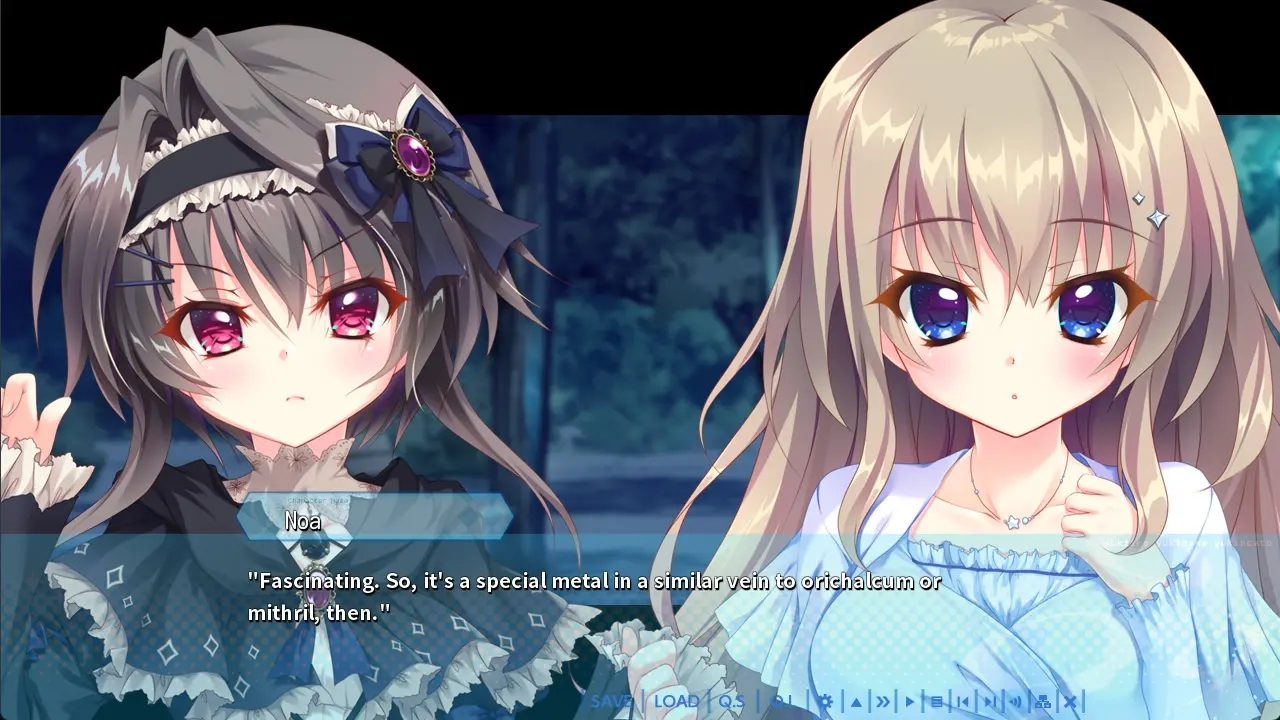 Noa
"Fascinating. So, it's a special metal in a similar vein to orichalcum or
mithril, then."
SAVE LOAD Q.S Q.L